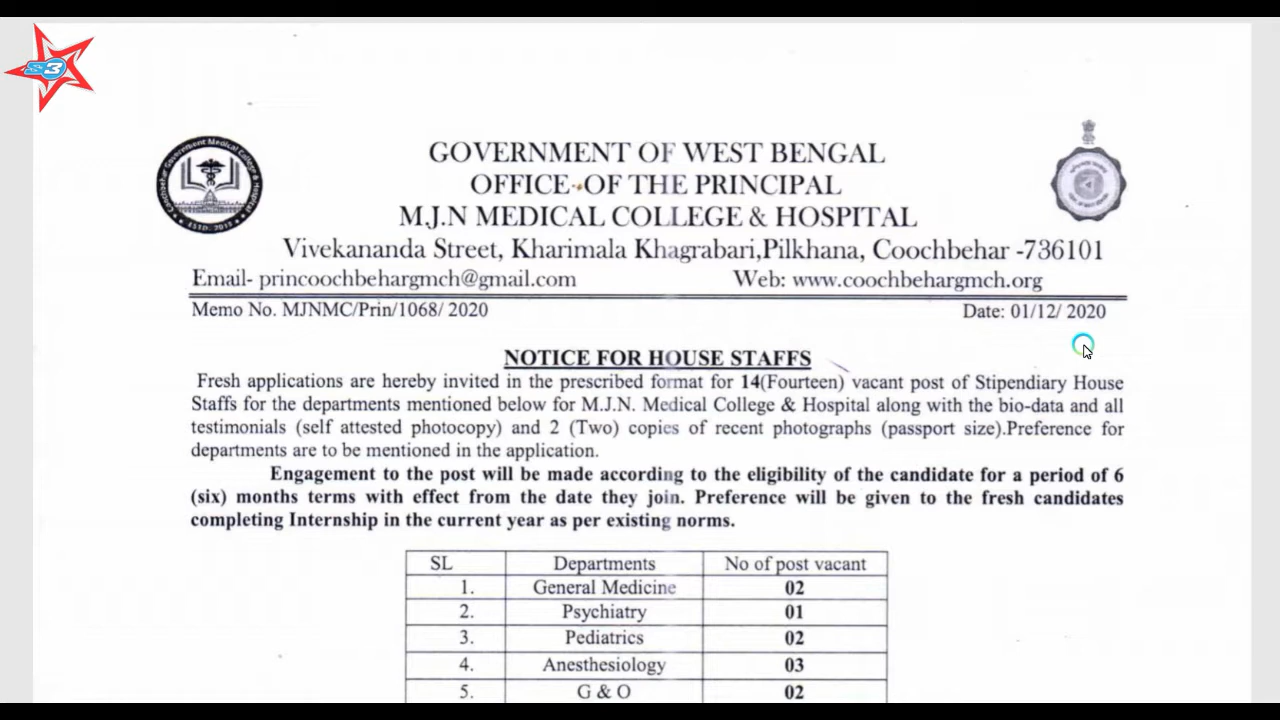 S3
GOVERNMENT OF WEST BENGAL
OFFICE OF THE PRINCIPAL
M.J.N MEDICAL COLLEGE & HOSPITAL
Vivekananda Street, Kharimala Khagrabari,Pilkhana, Coochbehar -736101
Email- princoochbehargmch@gmail.com Web: www.coochbehargmch.org
Memo No. MJNMC/Prin/1068/ 2020 Date: 01/12/ 2020
Coochbehar Government Medical College & Hospital
ESTD. 2013
NOTICE FOR HOUSE STAFFS
Fresh applications are hereby invited in the prescribed format for 14(Fourteen) vacant post of Stipendiary House
Staffs for the departments mentioned below for M.J.N. Medical College & Hospital along with the bio-data and all
testimonials (self attested photocopy) and 2 (Two) copies of recent photographs (passport size).Preference for
departments are to be mentioned in the application.
Engagement to the post will be made according to the eligibility of the candidate for a period of 6
(six) months terms with effect from the date they join. Preference will be given to the fresh candidates
completing Internship in the current year as per existing norms.
SL Departments No of post vacant
1. General Medicine 02
2. Psychiatry 01
3. Pediatrics 02
4. Anesthesiology 03
5. G & O 02